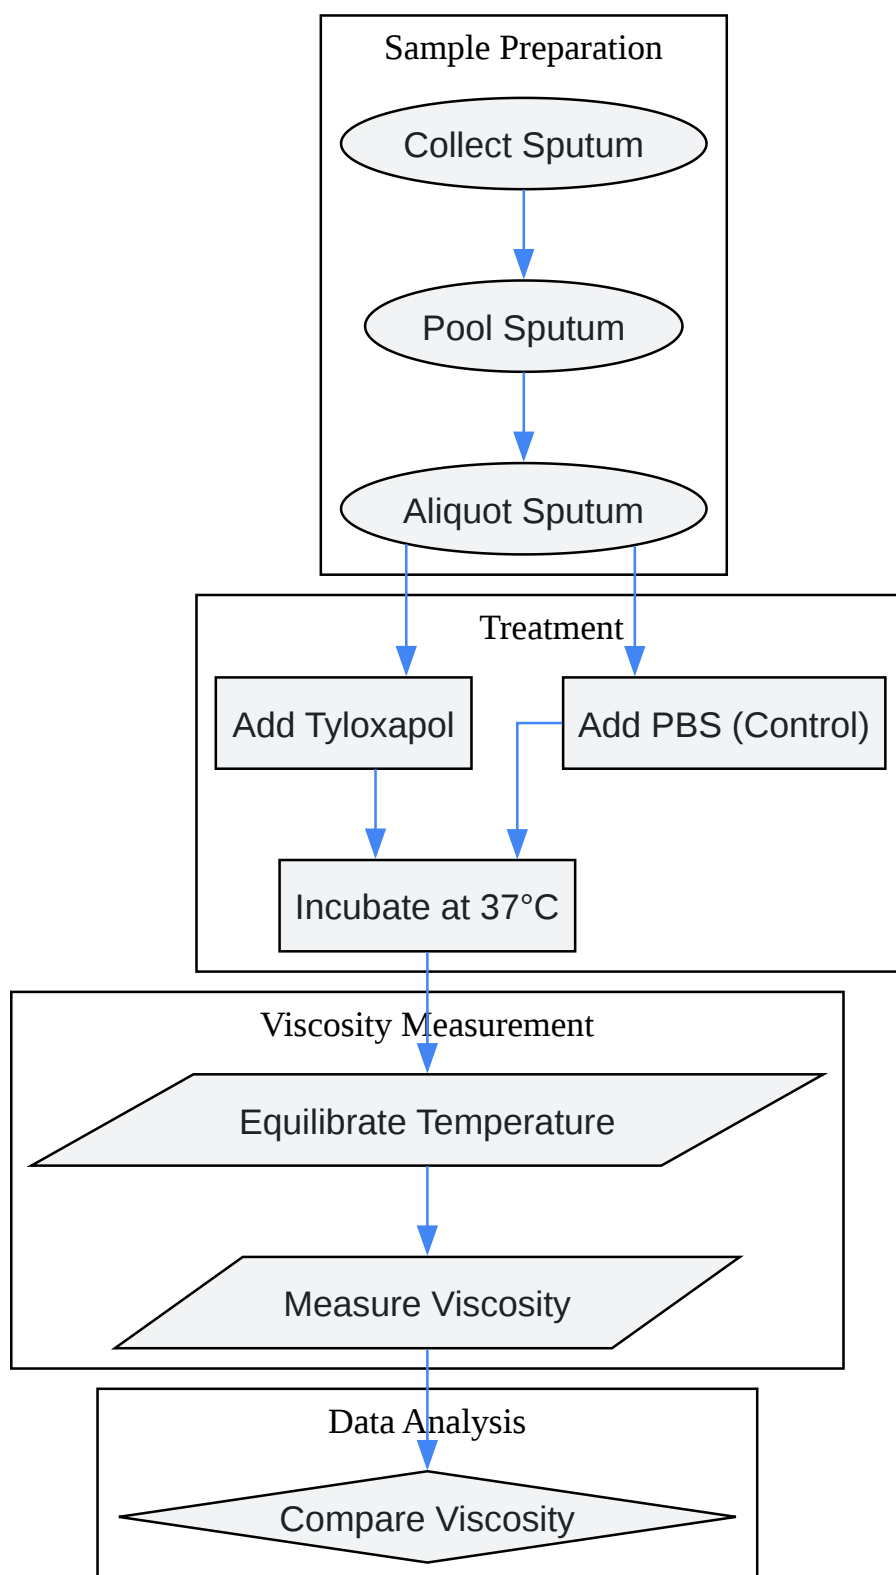 Sample Preparation
Collect Sputum
Pool Sputum
Aliquot Sputum
Treatment
Add Tyloxapol
Add PBS (Control)
Incubate at 37°C
Viscosity Measurement
Equilibrate Temperature
Measure Viscosity
Data Analysis
Compare Viscosity